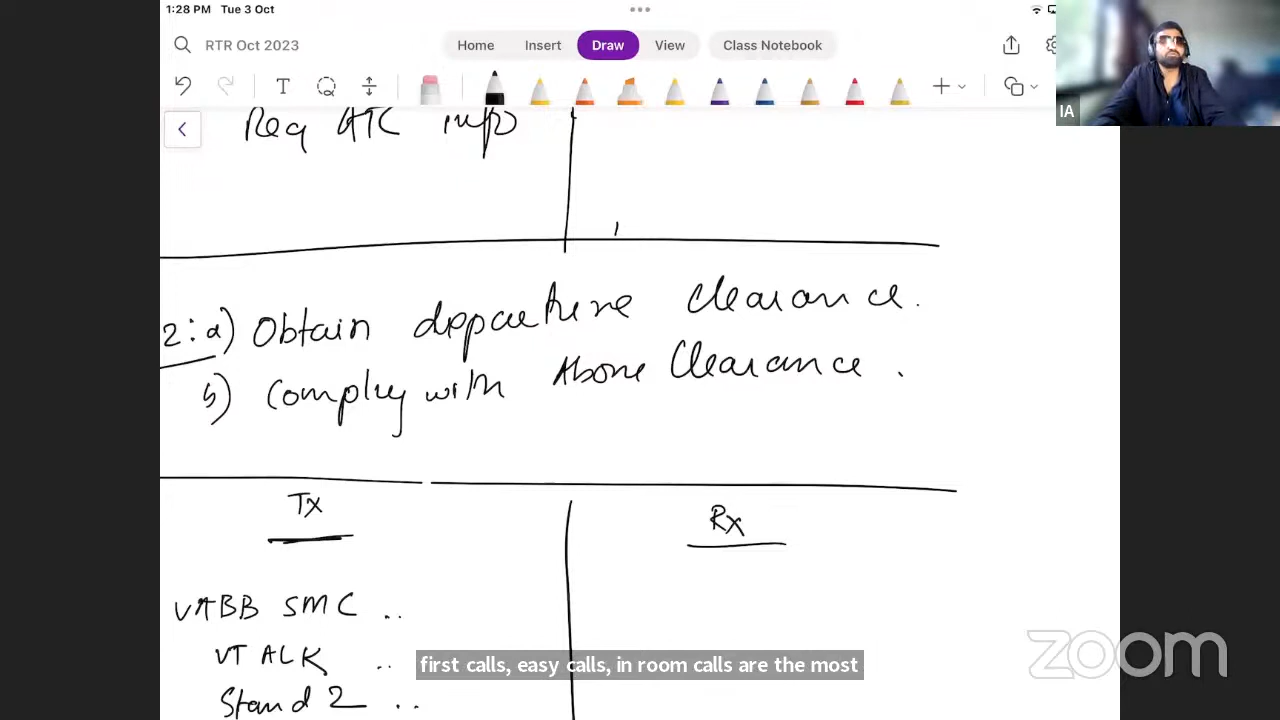 1:28 PM Tue 3 Oct
RTR Oct 2023
Home Insert Draw View Class Notebook
T
IA
Req ATC info
2: a) Obtain departure clearance.
b) Comply with Above Clearance.
Tx
Rx
VABB SMC ..
VT ALK ..
Stand 2 ..
first calls, easy calls, in room calls are the most
zoom